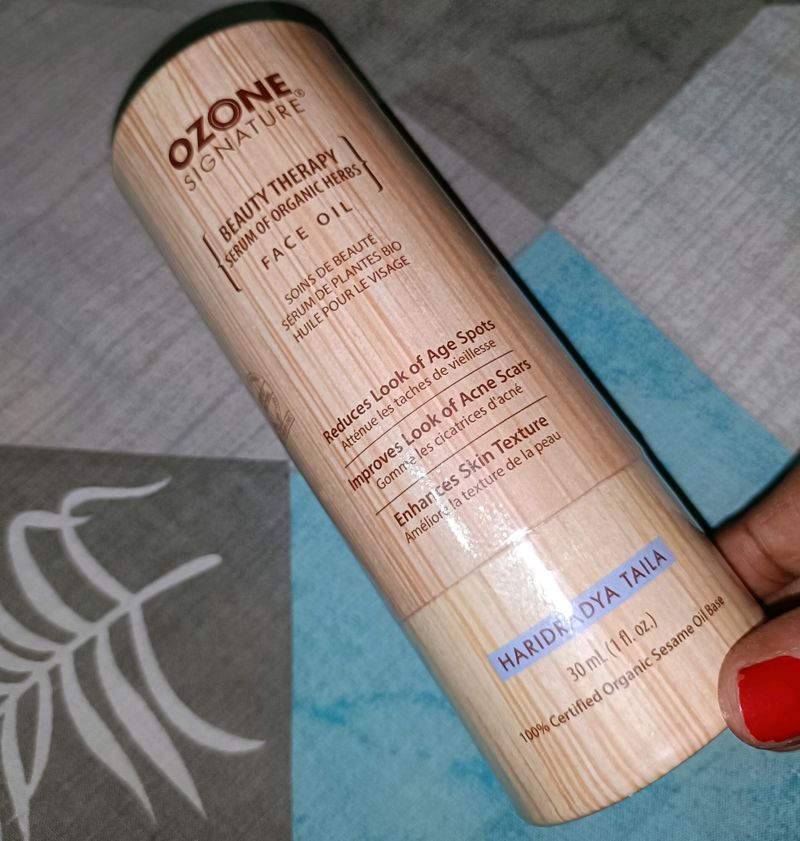 OZONE
SIGNATURE®
BEAUTY THERAPY
SERUM OF ORGANIC HERBS
FACE OIL
SOINS DE BEAUTÉ
SÉRUM DE PLANTES BIO
HUILE POUR LE VISAGE
Reduces Look of Age Spots
Atténue les taches de vieillesse
Improves Look of Acne Scars
Gomme les cicatrices d'acné
Enhances Skin Texture
Améliore la texture de la peau
HARIDRADYA TAILA
30 mL (1 fl. oz.)
100% Certified Organic Sesame Oil Base